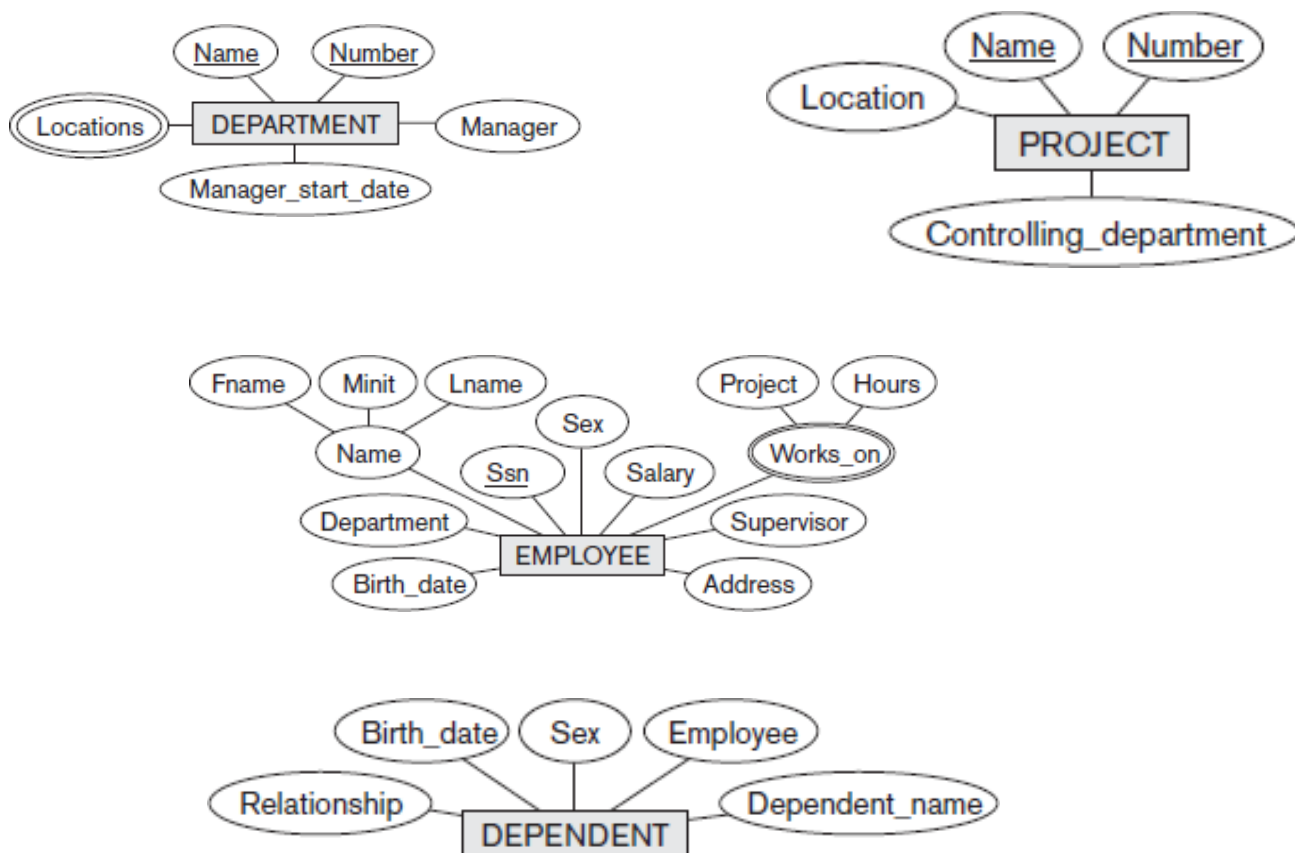 Name Number
Locations DEPARTMENT Manager
Manager_start_date
Name Number
Location
PROJECT
Controlling_department
Fname Minit Lname Project Hours
Sex
Name Ssn Salary Works_on
Department Supervisor
EMPLOYEE
Birth_date Address
Birth_date Sex Employee
Relationship Dependent_name
DEPENDENT